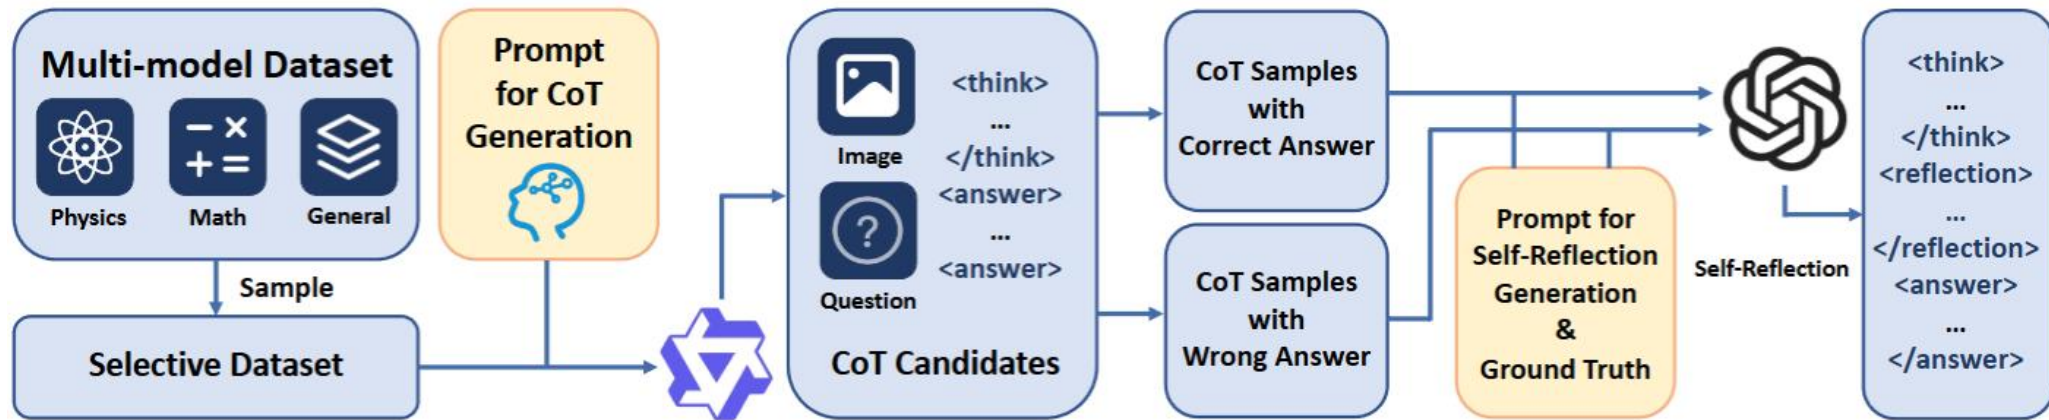 Multi-model Dataset
Physics
Math
General
Sample
Selective Dataset
Prompt
for CoT
Generation
Image
Question
<think>
...
</think>
<answer>
...
<answer>
CoT Candidates
CoT Samples
with
Correct Answer
CoT Samples
with
Wrong Answer
Prompt for
Self-Reflection
Generation
&
Ground Truth
Self-Reflection
<think>
...
</think>
<reflection>
...
</reflection>
<answer>
...
</answer>